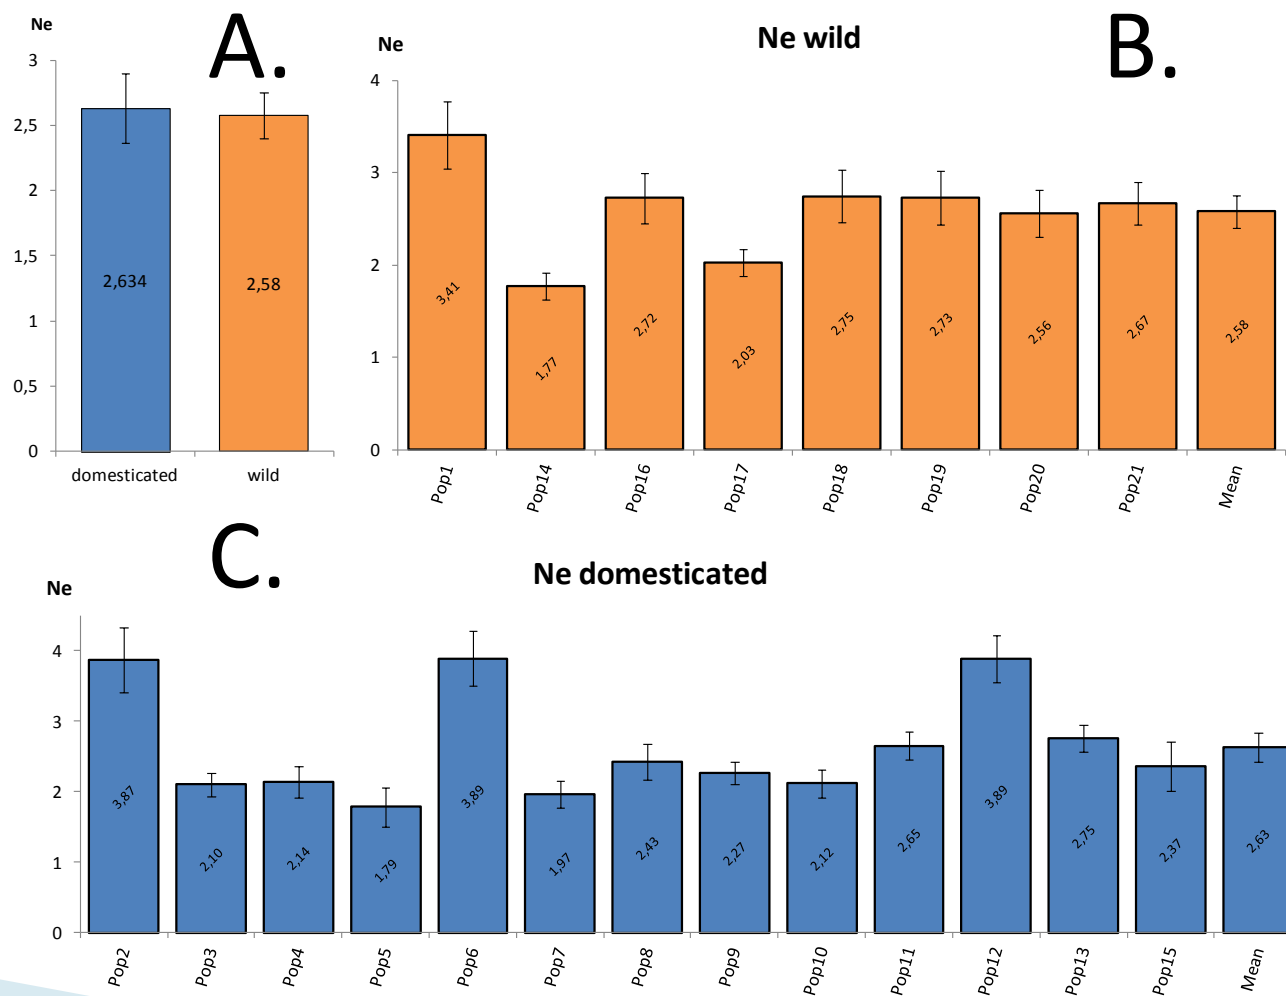 Ne
A.
3
2,5
2
1,5
1
0,5
0
2,634
2,58
domesticated
wild
Ne
Ne wild
B.
4
3
2
1
0
3,41
1,77
2,72
2,03
2,75
2,73
2,56
2,67
2,58
Pop1
Pop14
Pop16
Pop17
Pop18
Pop19
Pop20
Pop21
Mean
C.
Ne domesticated
Ne
4
3
2
1
0
3,87
2,10
2,14
1,79
3,89
1,97
2,43
2,27
2,12
2,65
3,89
2,75
2,37
2,63
Pop2
Pop3
Pop4
Pop5
Pop6
Pop7
Pop8
Pop9
Pop10
Pop11
Pop12
Pop13
Pop15
Mean